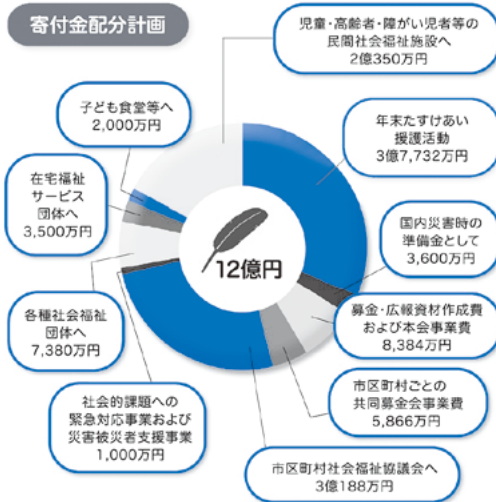 寄付金配分計画
児童・高齢者・障がい児者等の
民間社会福祉施設へ
2億350万円
年末たすけあい
援護活動
3億7,732万円
国内災害時の
準備金として
3,600万円
募金・広報資材作成費
および本会事業費
8,384万円
市区町村ごとの
共同募金会事業費
5,866万円
市区町村社会福祉協議会へ
3億188万円
社会的課題への
緊急対応事業および
災害被災者支援事業
1,000万円
各種社会福祉
団体へ
7,380万円
在宅福祉
サービス
団体へ
3,500万円
子ども食堂等へ
2,000万円
12億円